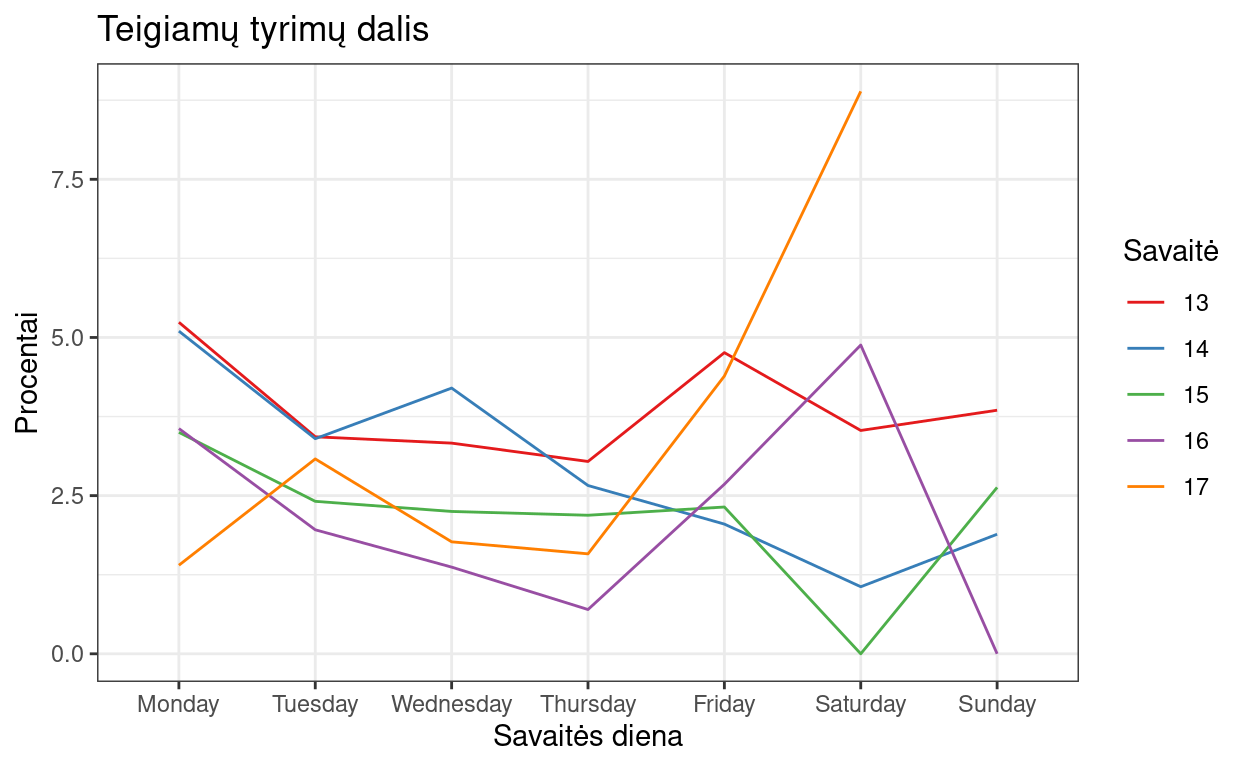 Teigiamų tyrimų dalis
Procentai
7.5
5.0
2.5
0.0
Monday Tuesday Wednesday Thursday Friday Saturday Sunday
Savaitės diena
Savaitė
13
14
15
16
17